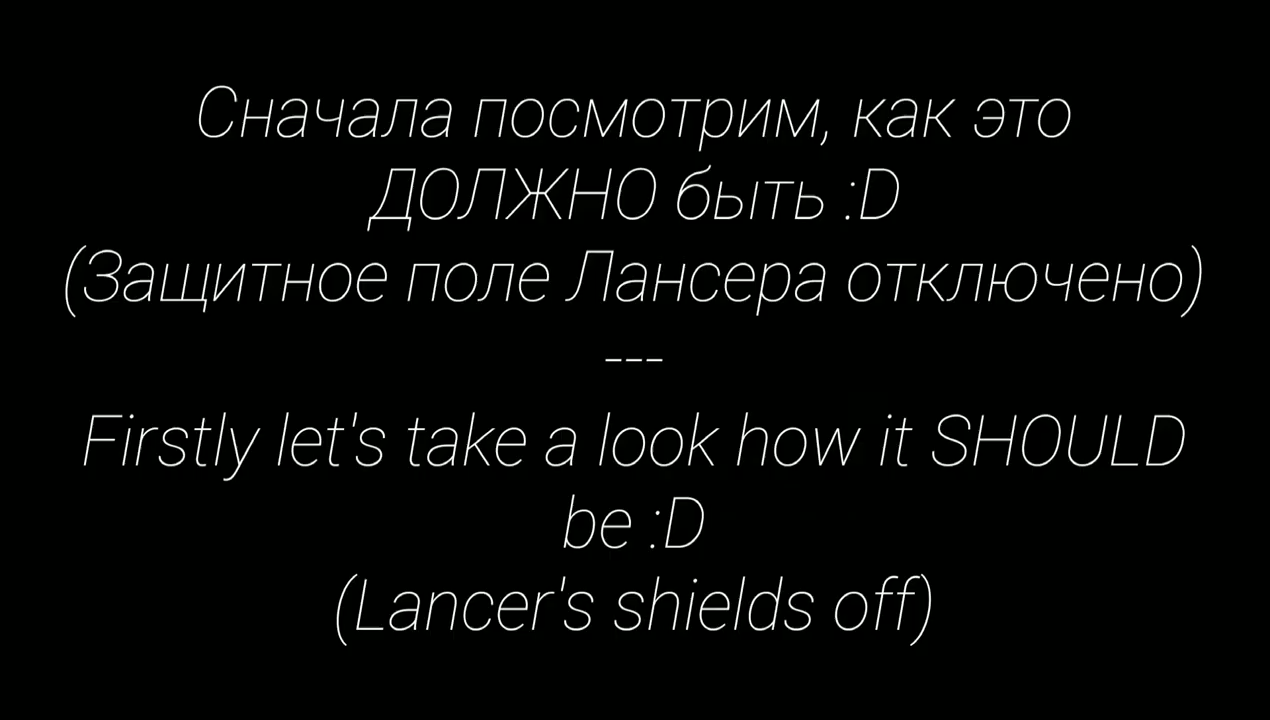 Сначала посмотрим, как это
ДОЛЖНО быть :D
(Защитное поле Лансера отключено)
---
Firstly let's take a look how it SHOULD
be :D
(Lancer's shields off)